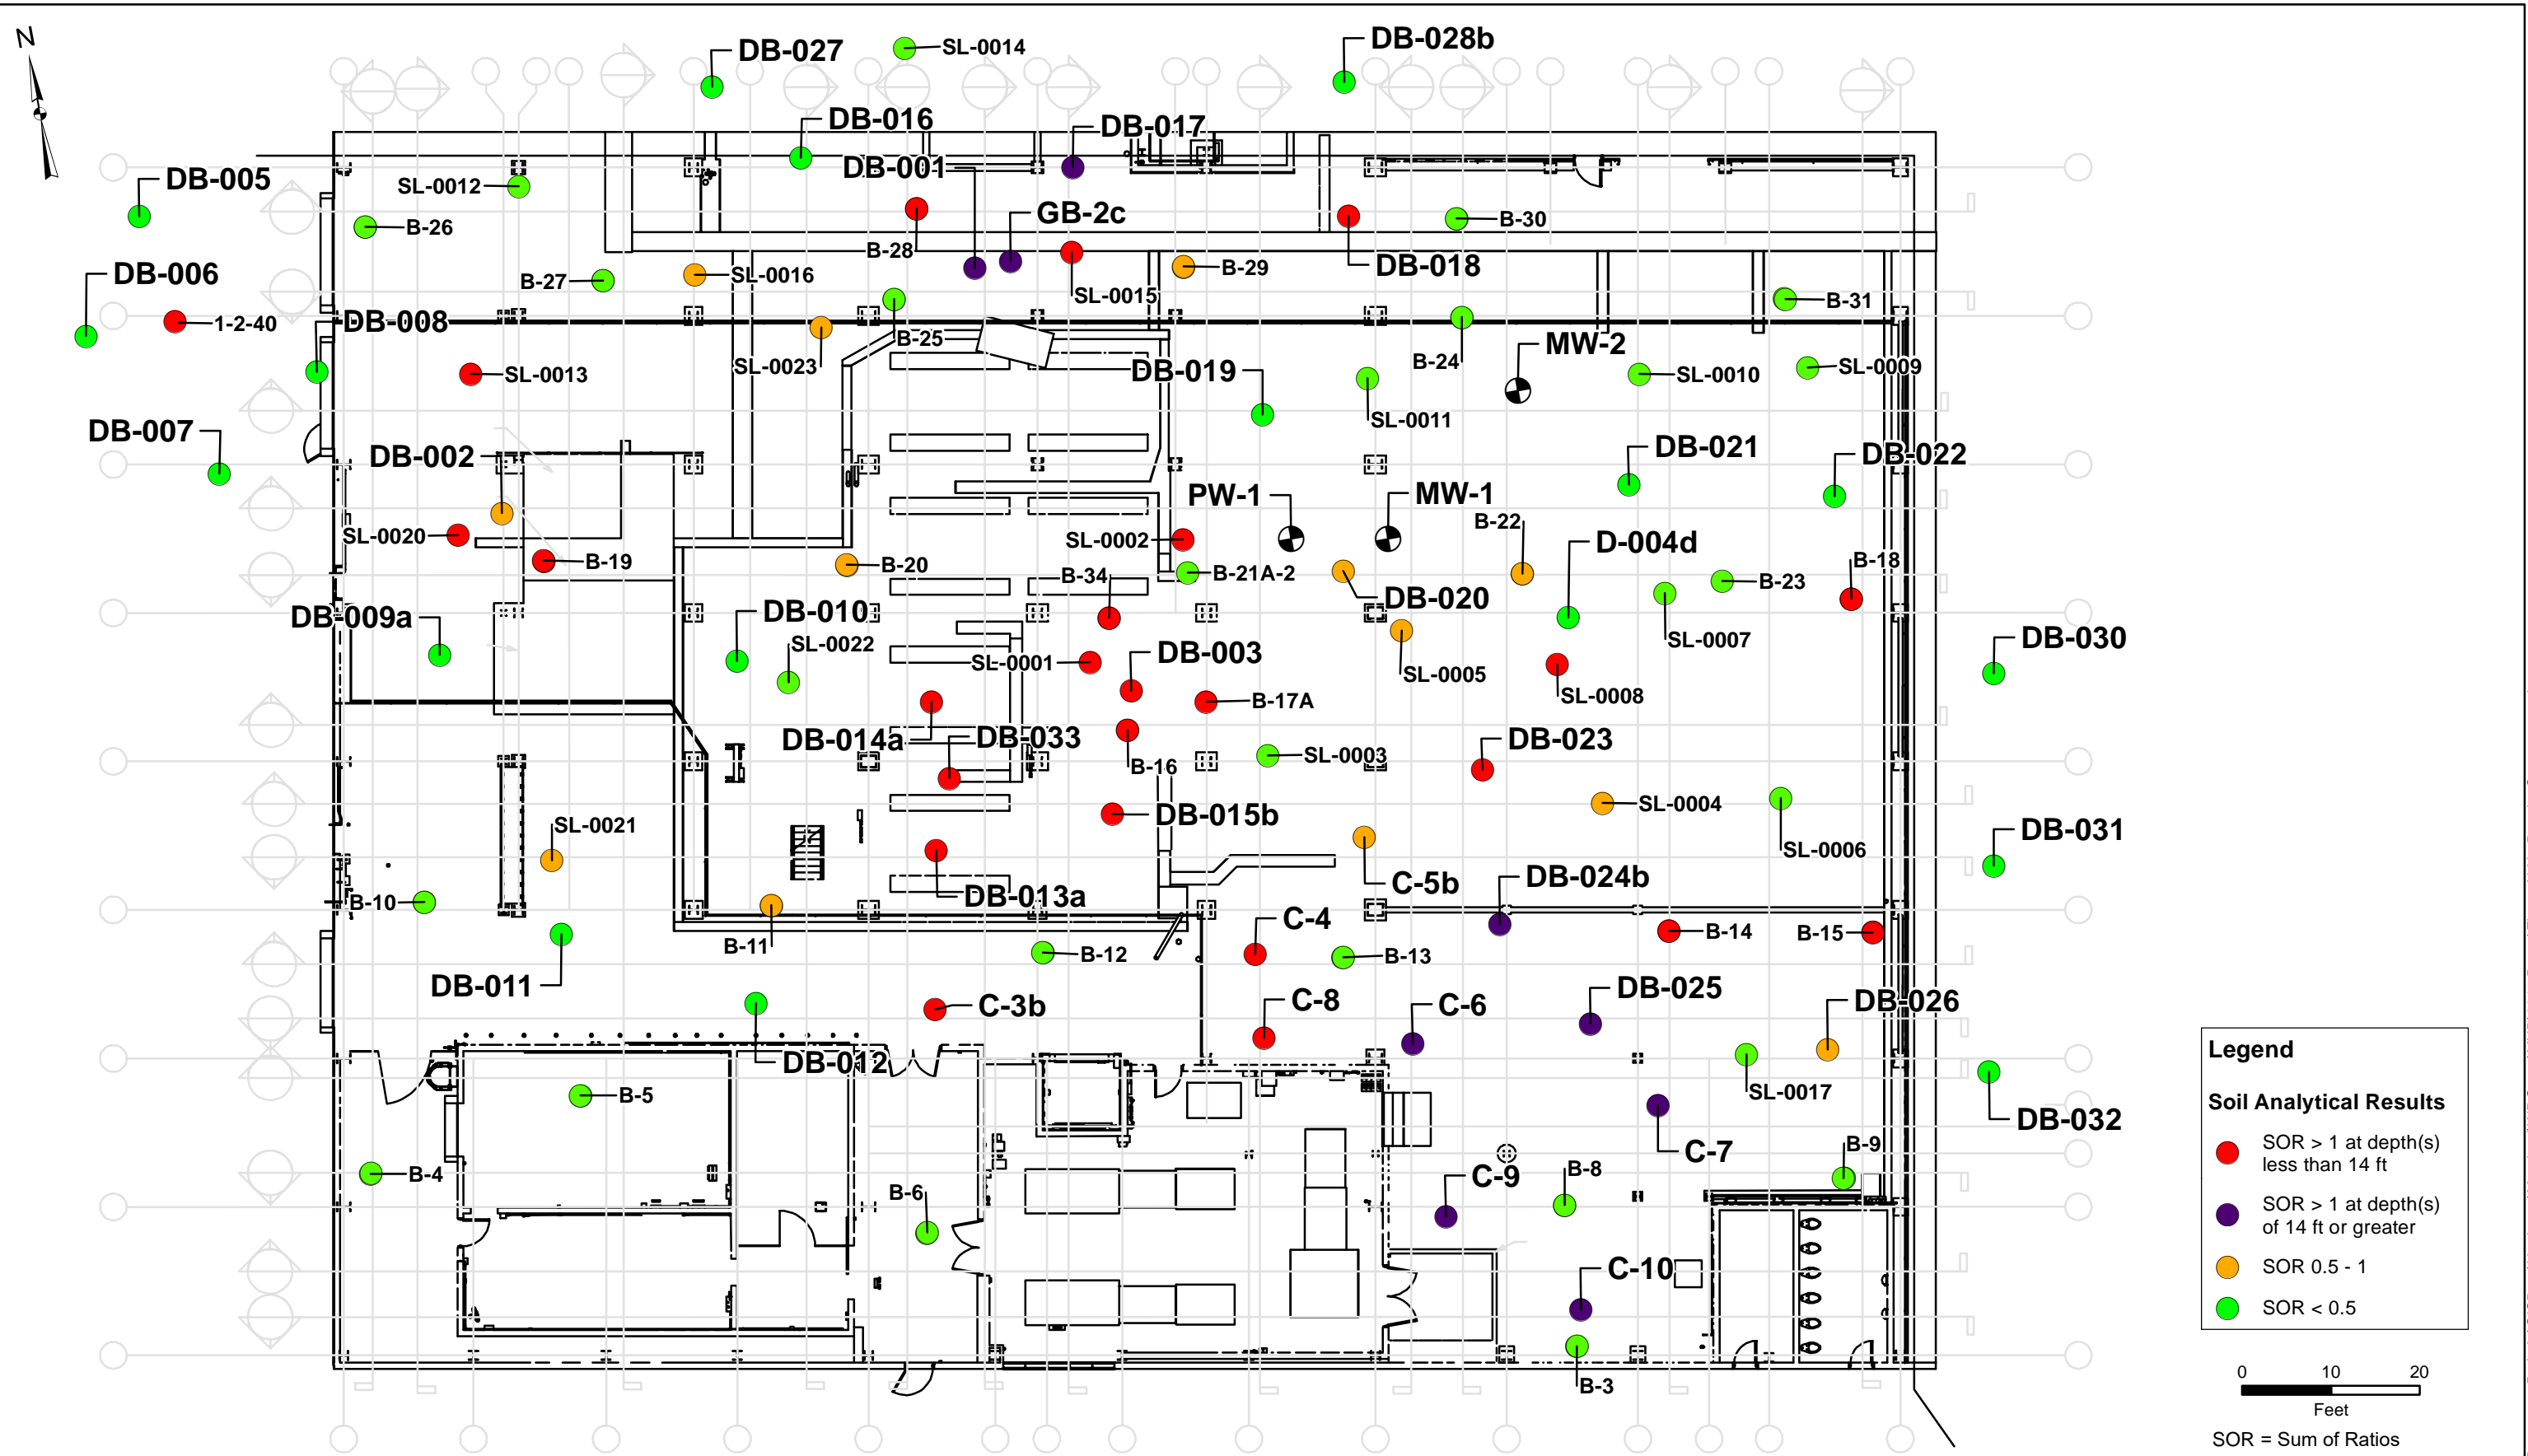 N
DB-027
SL-0014
DB-028b
DB-016
DB-017
DB-001
DB-005
SL-0012
B-26
GB-2c
B-30
B-28
DB-018
DB-006
B-27
SL-0016
SL-0015
B-29
B-31
1-2-40
DB-008
B-25
SL-0023
B-24
MW-2
SL-0013
DB-019
SL-0010
SL-0009
SL-0011
DB-007
DB-002
DB-021
DB-022
PW-1
MW-1
B-22
SL-0020
SL-0002
D-004d
B-19
B-20
B-34
B-21A-2
B-23
B-18
DB-020
DB-009a
DB-010
SL-0022
SL-0007
DB-030
SL-0001
DB-003
SL-0005
SL-0008
B-17A
DB-014a
DB-033
B-16
SL-0003
DB-023
SL-0004
DB-015b
SL-0021
SL-0006
DB-031
C-5b
DB-024b
B-10
DB-013a
C-4
B-11
B-12
B-13
B-14
B-15
DB-011
DB-025
C-3b
C-8
C-6
DB-026
DB-012
B-5
SL-0017
DB-032
C-7
B-9
B-4
C-9
B-8
B-6
C-10
B-3
Legend
Soil Analytical Results
SOR > 1 at depth(s)
less than 14 ft
SOR > 1 at depth(s)
of 14 ft or greater
SOR 0.5 - 1
SOR < 0.5
0 10 20
Feet
SOR = Sum of Ratios